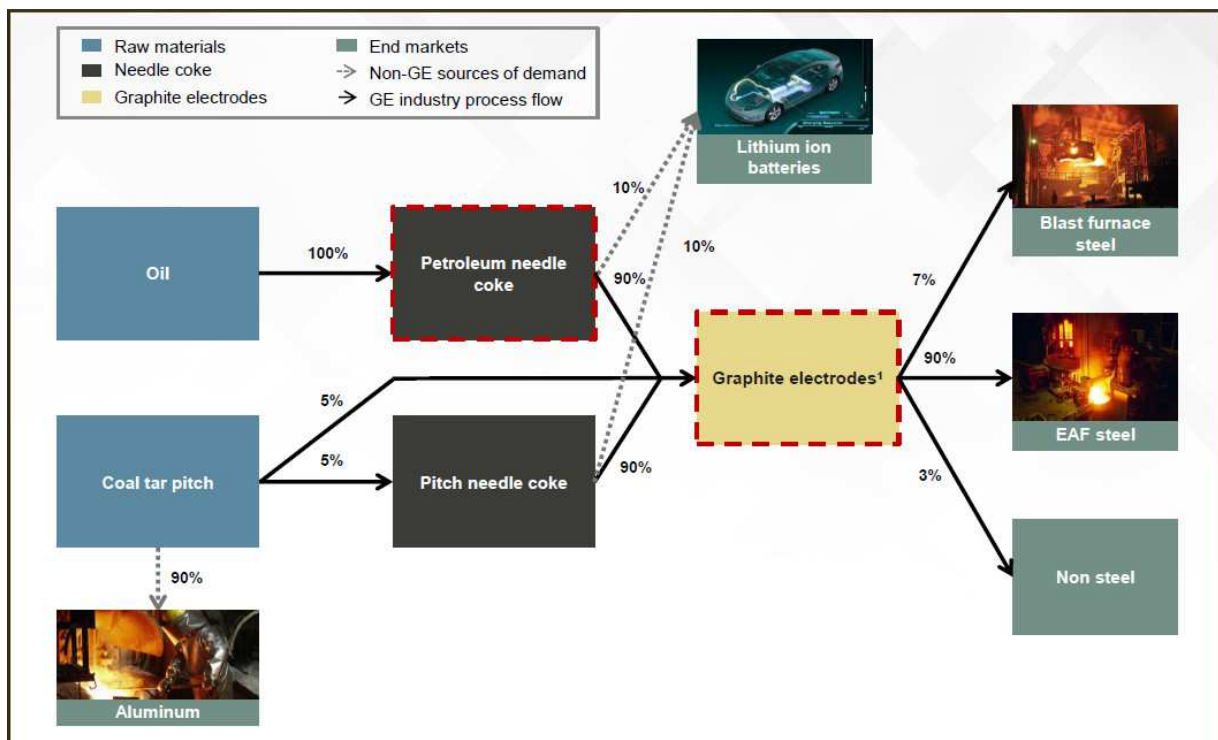 Raw materials
Needle coke
Graphite electrodes
End markets
Non-GE sources of demand
GE industry process flow
Lithium ion
batteries
Blast furnace
steel
10%
10%
Oil
100%
Petroleum needle
coke
90%
7%
Graphite electrodes¹
90%
EAF steel
5%
5%
Coal tar pitch
Pitch needle coke
90%
3%
Non steel
90%
Aluminum